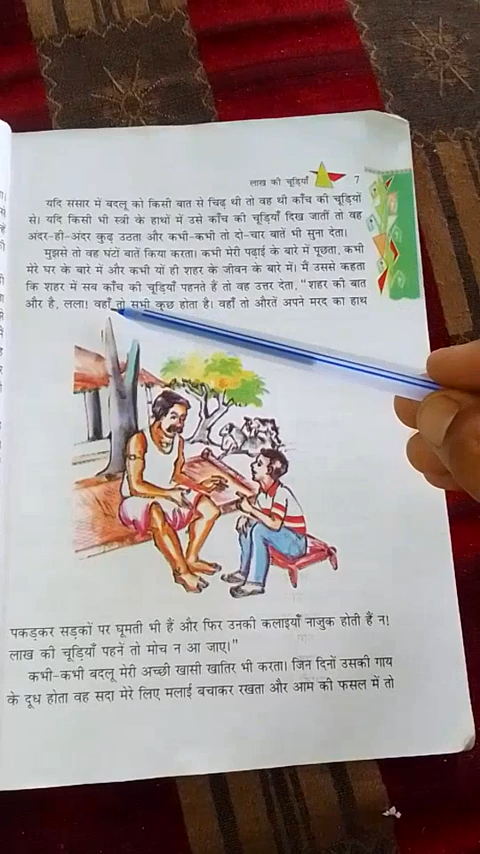 लाख की चूड़ियाँ 7
यदि संसार में बदलू को किसी बात से चिढ़ थी तो वह थी काँच की चूड़ियों
से। यदि किसी भी स्त्री के हाथों में उसे काँच की चूड़ियाँ दिख जातीं तो वह
अंदर-ही-अंदर कुढ़ उठता और कभी-कभी तो दो-चार बातें भी सुना देता।
मुझसे तो वह घंटों बातें किया करता। कभी मेरी पढ़ाई के बारे में पूछता, कभी
मेरे घर के बारे में और कभी यों ही शहर के जीवन के बारे में। मैं उससे कहता
कि शहर में सब काँच की चूड़ियाँ पहनते हैं तो वह उत्तर देता, "शहर की बात
और है, लला! वहाँ तो सभी कुछ होता है। वहाँ तो औरतें अपने मरद का हाथ
पकड़कर सड़कों पर घूमती भी हैं और फिर उनकी कलाइयाँ नाजुक होती हैं न!
लाख की चूड़ियाँ पहनें तो मोच न आ जाए।"
कभी-कभी बदलू मेरी अच्छी खासी खातिर भी करता। जिन दिनों उसकी गाय
के दूध होता वह सदा मेरे लिए मलाई बचाकर रखता और आम की फसल में तो